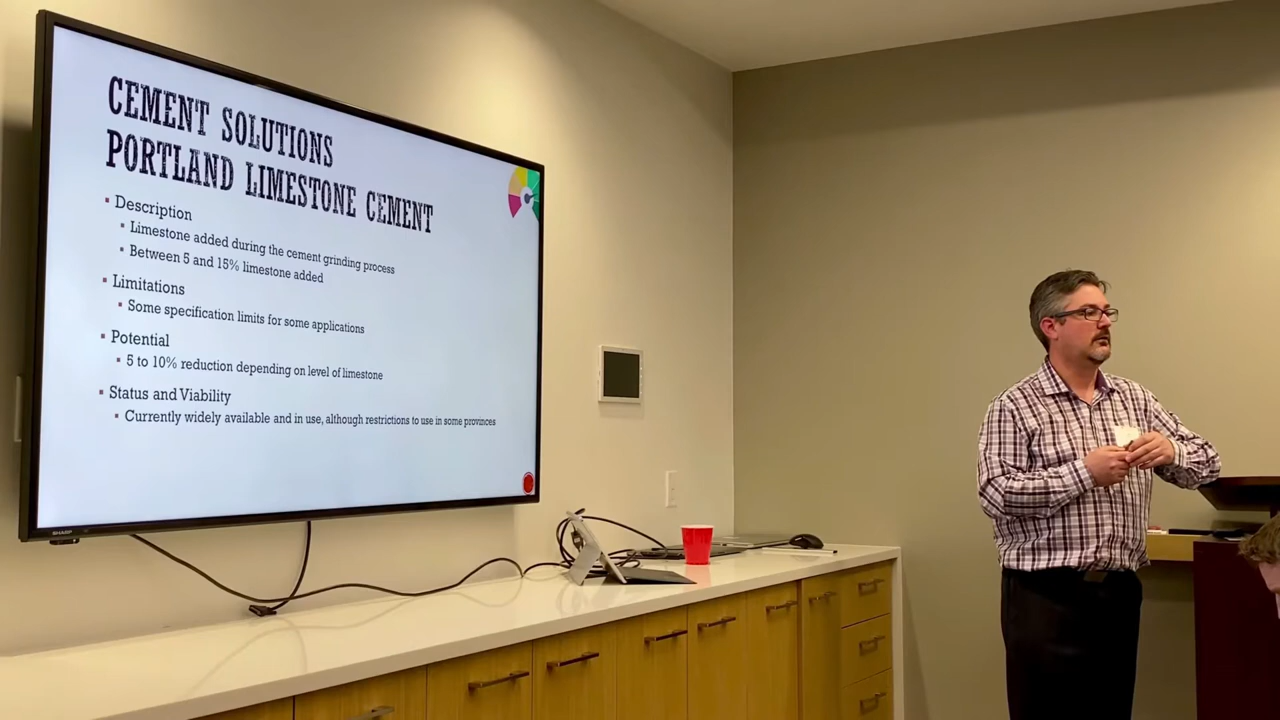 CEMENT SOLUTIONS
PORTLAND LIMESTONE CEMENT
Description
Limestone added during the cement grinding process
Between 5 and 15% limestone added
Limitations
Some specification limits for some applications
Potential
5 to 10% reduction depending on level of limestone
Status and Viability
Currently widely available and in use, although restrictions to use in some provinces
SHARP